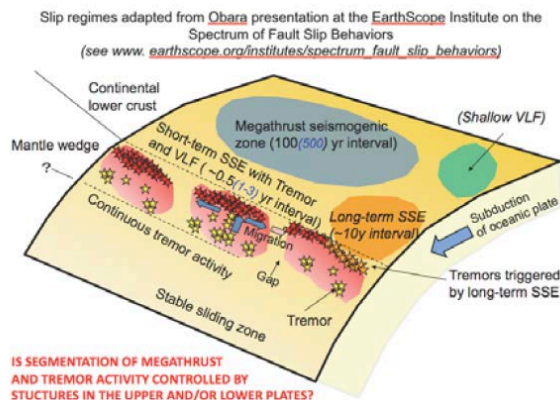 Slip regimes adapted from Obara presentation at the EarthScope Institute on the
Spectrum of Fault Slip Behaviors
(see www. earthscope.org/institutes/spectrum_fault_slip_behaviors)
Continental
lower crust
Mantle wedge
?
Megathrust seismogenic
zone (100(500) yr interval)
(Shallow VLF)
Short-term SSE with Tremor
and VLF (~0.5(1-3) yr interval)
Long-term SSE
(~10y interval)
Subduction
of oceanic plate
Continuous tremor activity
Migration
Gap
Tremors triggered
by long-term SSE
Tremor
Stable sliding zone
IS SEGMENTATION OF MEGATHRUST
AND TREMOR ACTIVITY CONTROLLED BY
STUCTURES IN THE UPPER AND/OR LOWER PLATES?